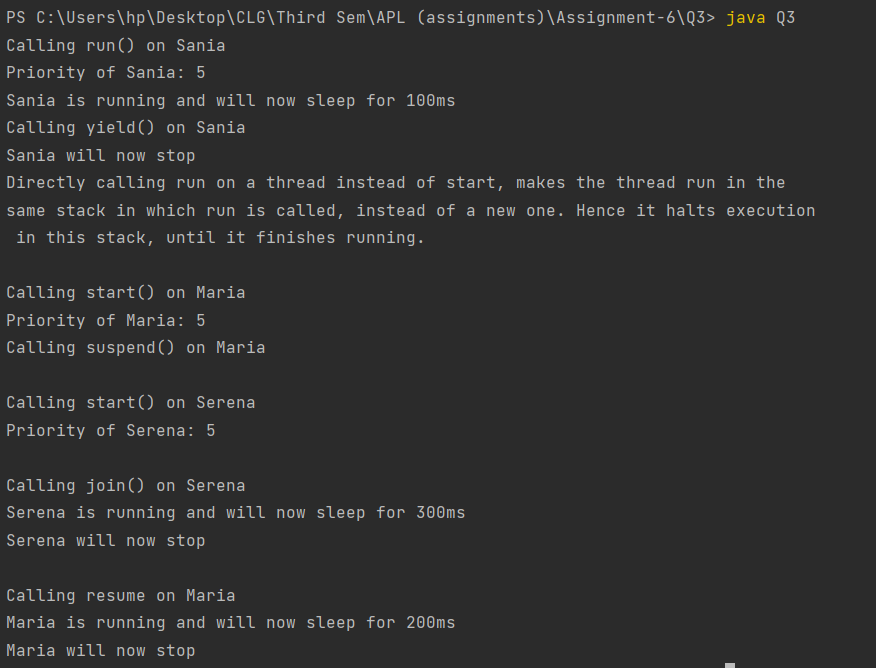 PS C:\Users\hp\Desktop\CLG\Third Sem\APL (assignments)\Assignment-6\Q3> java Q3
Calling run() on Sania
Priority of Sania: 5
Sania is running and will now sleep for 100ms
Calling yield() on Sania
Sania will now stop
Directly calling run on a thread instead of start, makes the thread run in the
same stack in which run is called, instead of a new one. Hence it halts execution
 in this stack, until it finishes running.

Calling start() on Maria
Priority of Maria: 5
Calling suspend() on Maria

Calling start() on Serena
Priority of Serena: 5

Calling join() on Serena
Serena is running and will now sleep for 300ms
Serena will now stop

Calling resume on Maria
Maria is running and will now sleep for 200ms
Maria will now stop